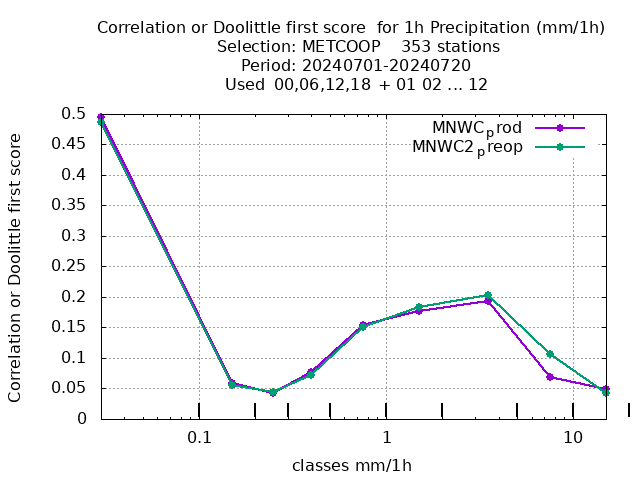 Correlation or Doolittle first score  for 1h Precipitation (mm/1h)
Selection: METCOOP    353 stations
Period: 20240701-20240720
Used  00,06,12,18  + 01 02 ... 12
MNWC_prod
MNWC2_preop
Correlation or Doolittle first score
0.5
0.45
0.4
0.35
0.3
0.25
0.2
0.15
0.1
0.05
0
0.1
1
10
classes mm/1h